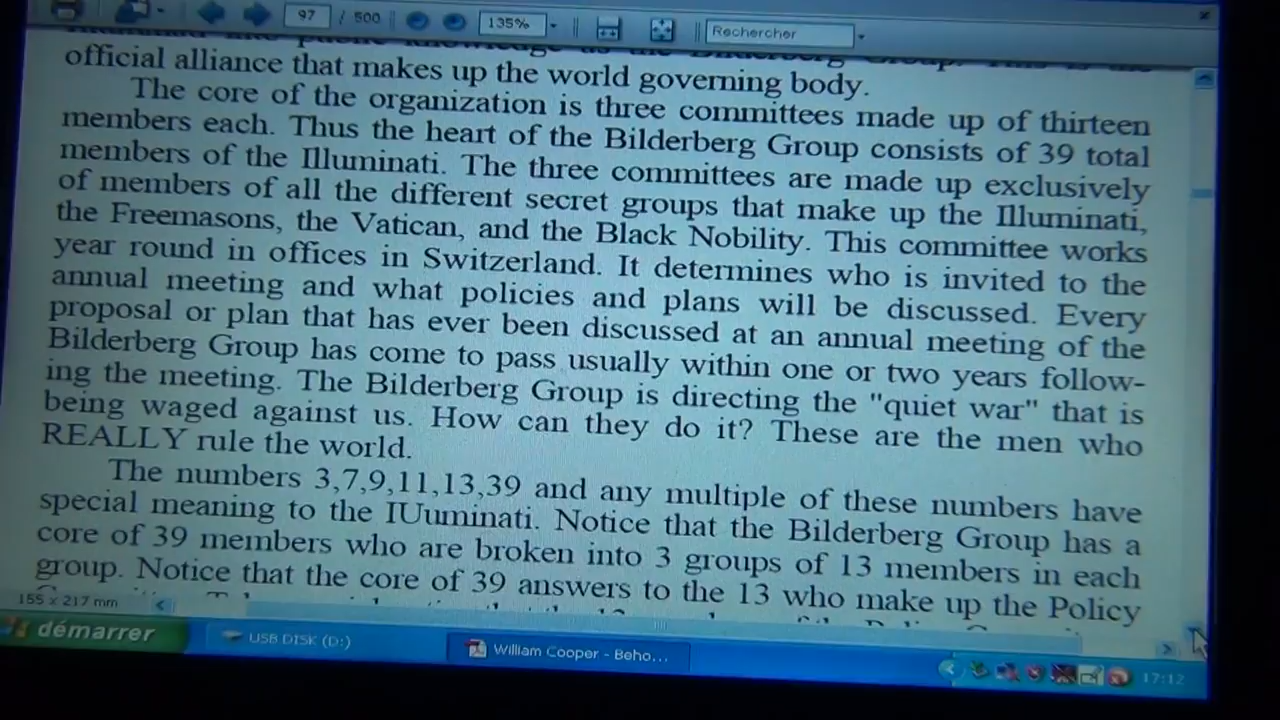 97 / 500 135% Rechercher
official alliance that makes up the world governing body.
The core of the organization is three committees made up of thirteen
members each. Thus the heart of the Bilderberg Group consists of 39 total
members of the Illuminati. The three committees are made up exclusively
of members of all the different secret groups that make up the Illuminati,
the Freemasons, the Vatican, and the Black Nobility. This committee works
year round in offices in Switzerland. It determines who is invited to the
annual meeting and what policies and plans will be discussed. Every
proposal or plan that has ever been discussed at an annual meeting of the
Bilderberg Group has come to pass usually within one or two years follow-
ing the meeting. The Bilderberg Group is directing the "quiet war" that is
being waged against us. How can they do it? These are the men who
REALLY rule the world.
The numbers 3,7,9,11,13,39 and any multiple of these numbers have
special meaning to the IUuminati. Notice that the Bilderberg Group has a
core of 39 members who are broken into 3 groups of 13 members in each
group. Notice that the core of 39 answers to the 13 who make up the Policy
155 x 217 mm
démarrer USB DISK (D:) William Cooper - Beho... 17:12